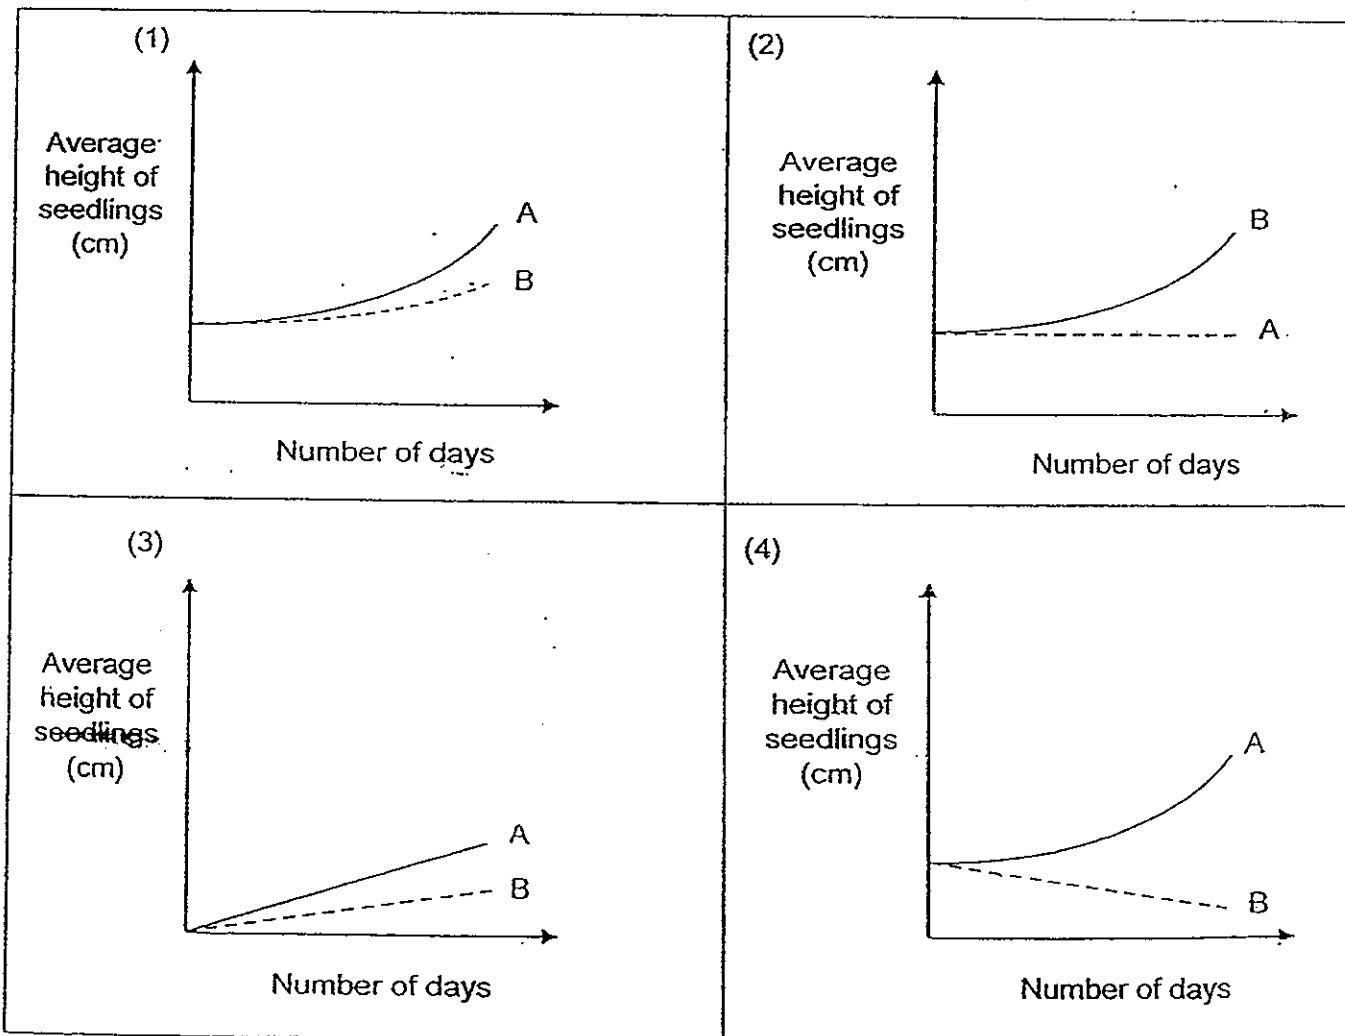 (1)
Average
height of
seedlings
(cm)
A
B
Number of days
(2)
Average
height of
seedlings
(cm)
B
A
Number of days
(3)
Average
height of
seedlings
(cm)
A
B
Number of days
(4)
Average
height of
seedlings
(cm)
A
B
Number of days